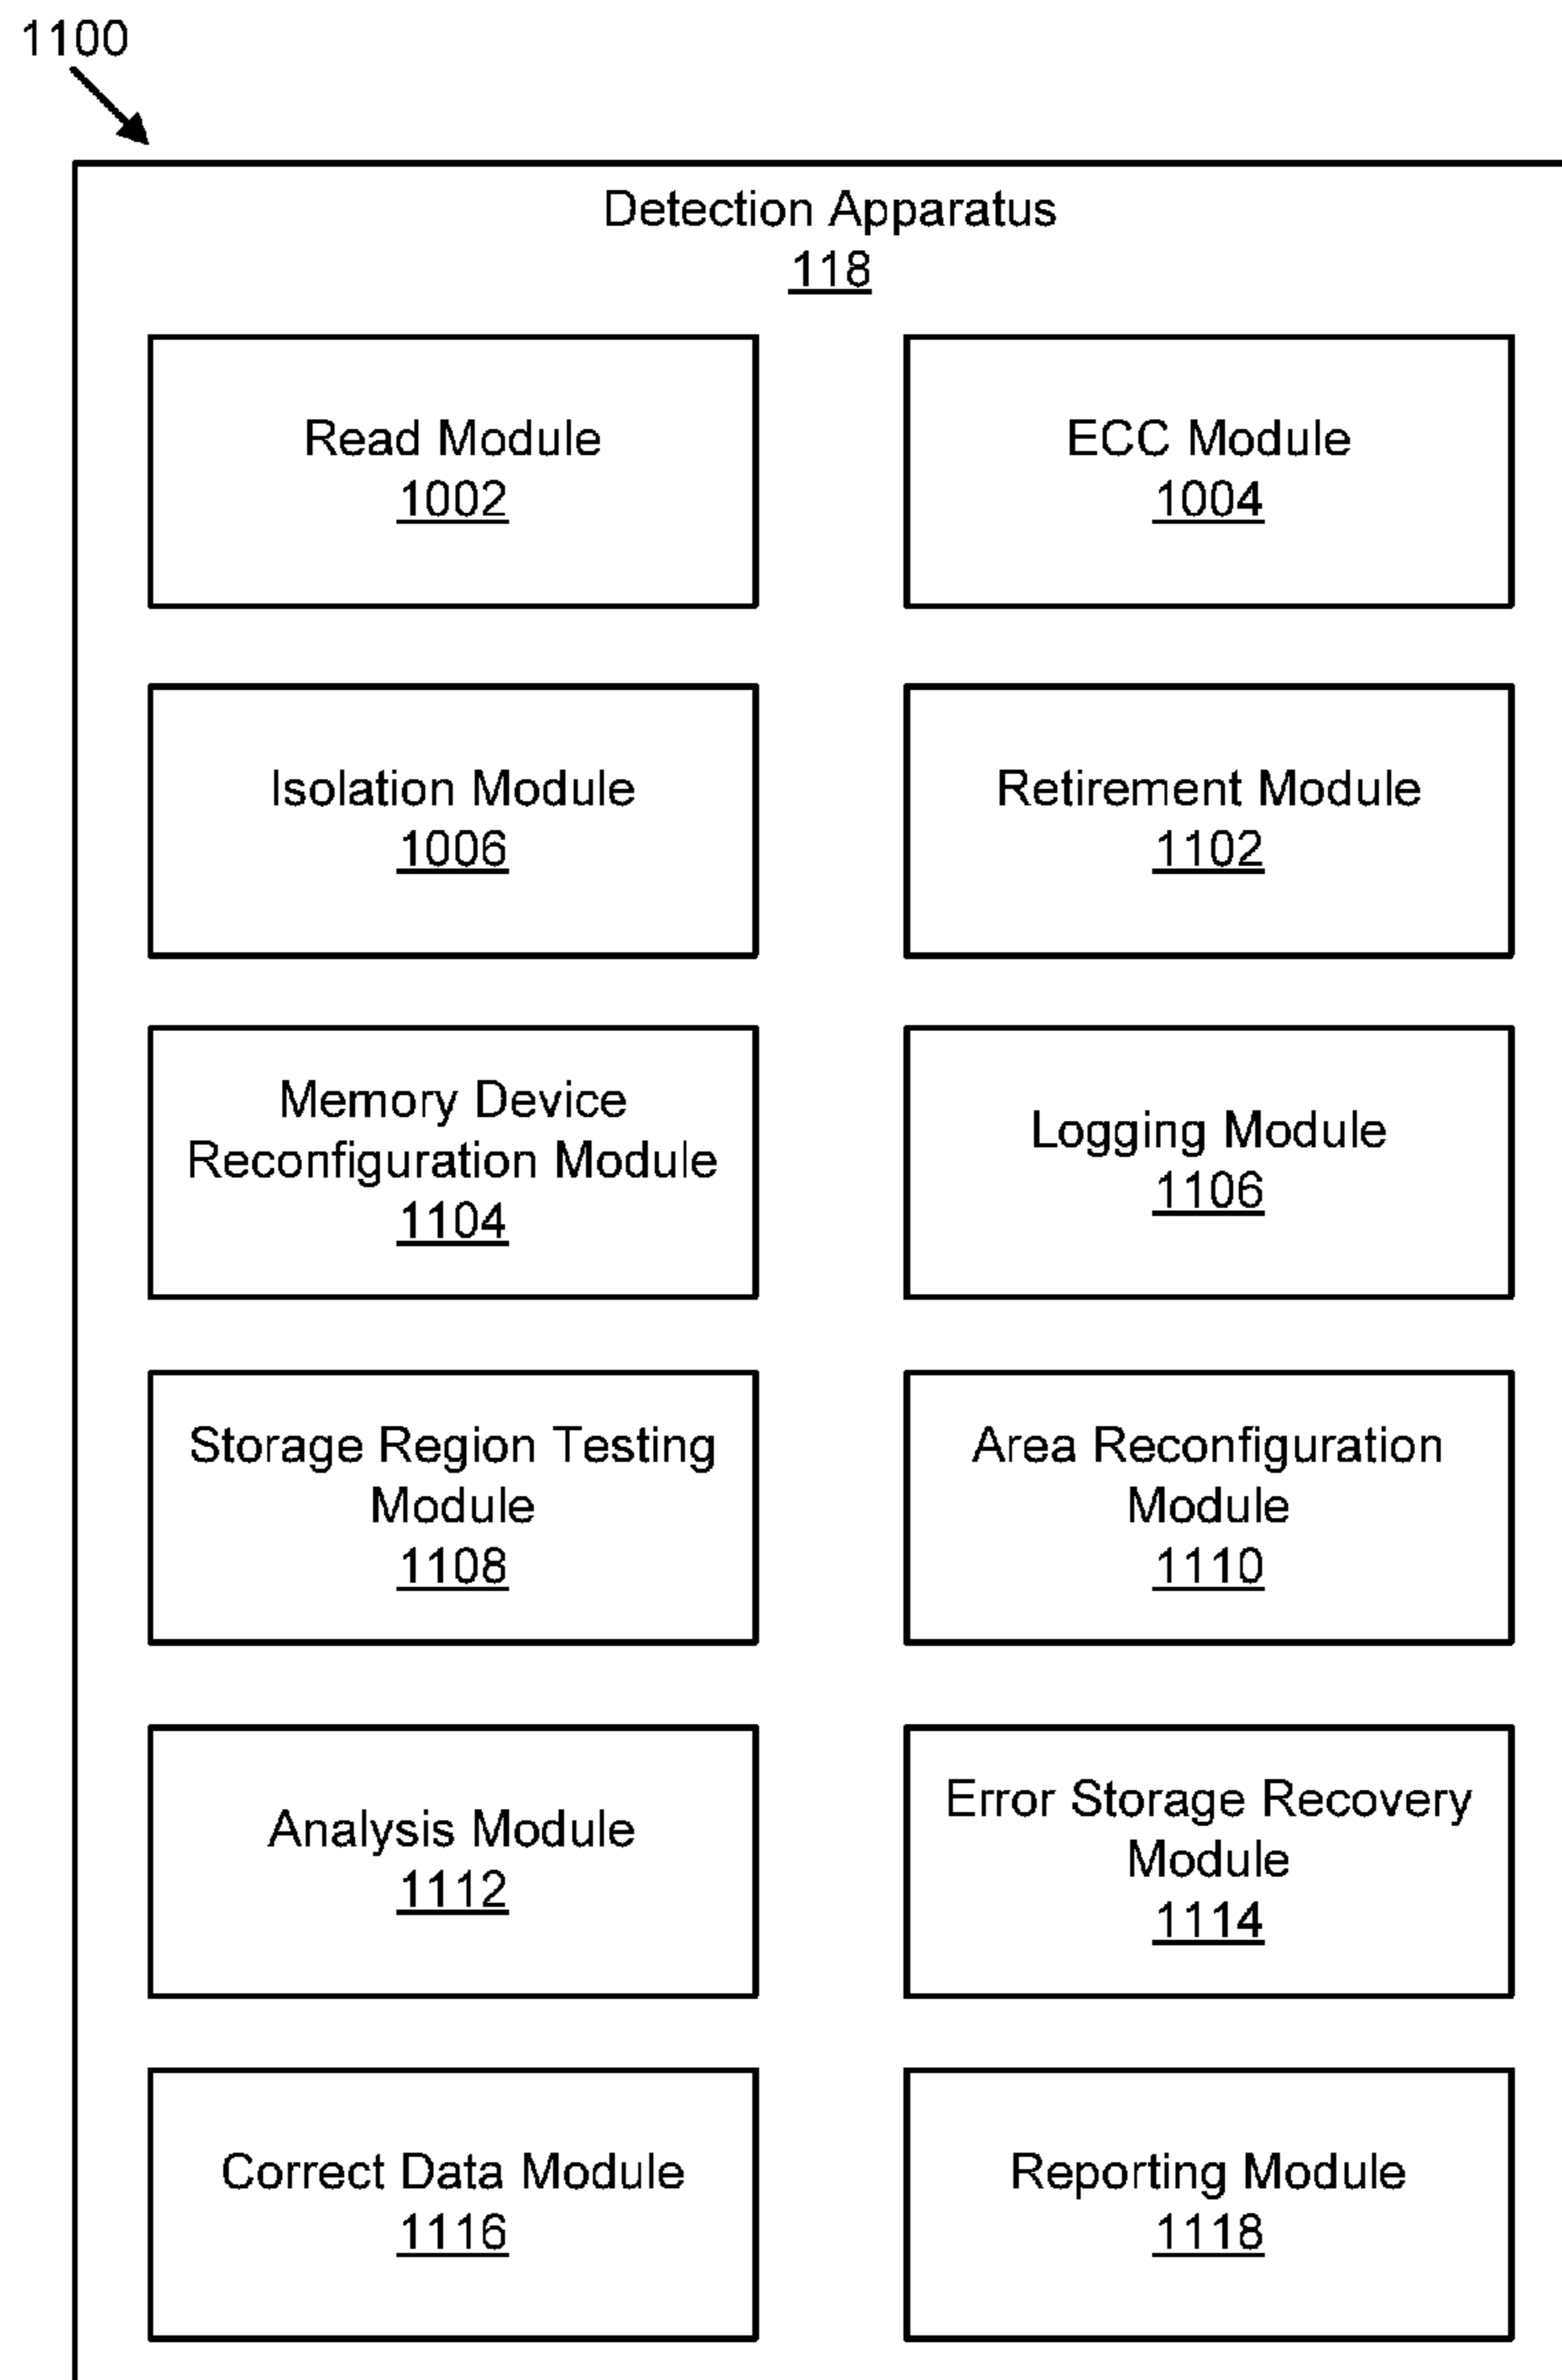 1100
Detection Apparatus
118
Read Module
1002
ECC Module
1004
Isolation Module
1006
Retirement Module
1102
Memory Device
Reconfiguration Module
1104
Logging Module
1106
Storage Region Testing
Module
1108
Area Reconfiguration
Module
1110
Analysis Module
1112
Error Storage Recovery
Module
1114
Correct Data Module
1116
Reporting Module
1118